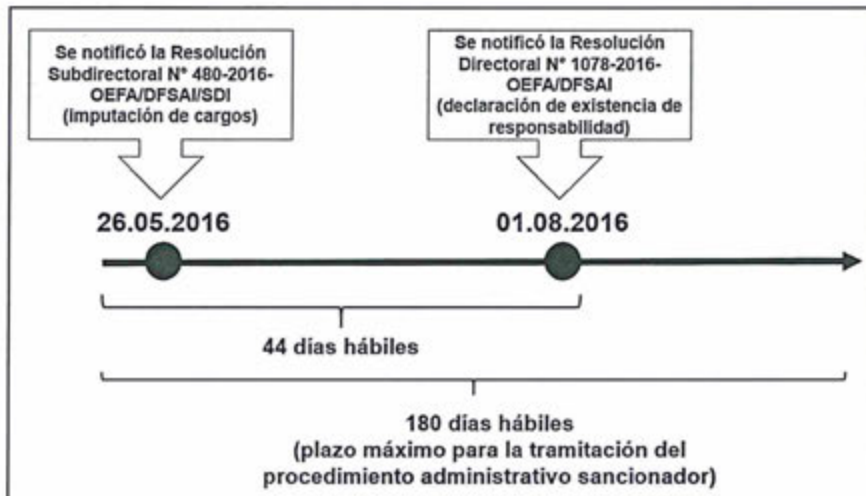 Se notificó la Resolución
Subdirectoral N° 480-2016-
OEFA/DFSAI/SDI
(imputación de cargos)
Se notificó la Resolución
Directoral N° 1078-2016-
OEFA/DFSAI
(declaración de existencia de
responsabilidad)
26.05.2016
01.08.2016
44 días hábiles
180 días hábiles
(plazo máximo para la tramitación del
procedimiento administrativo sancionador)